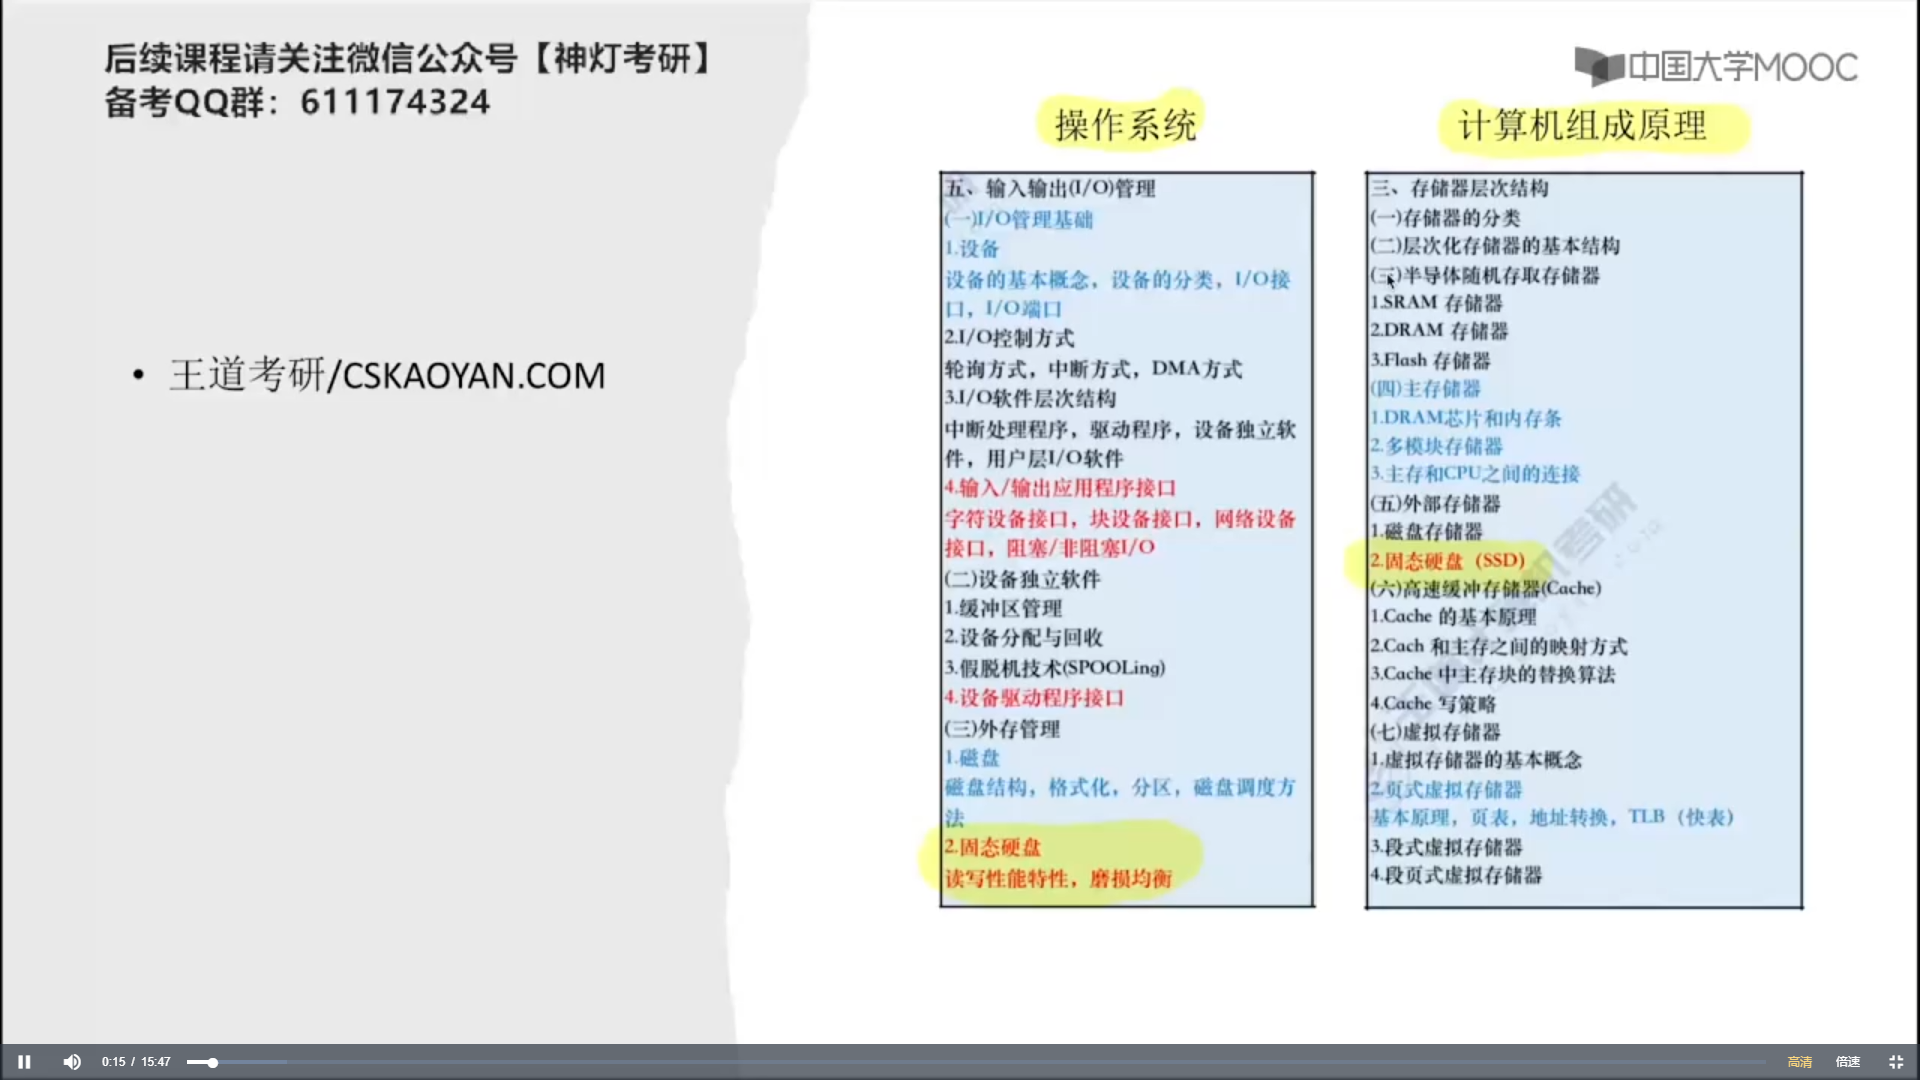 后续课程请关注微信公众号【神灯考研】
备考QQ群：611174324
中国大学MOOC
• 王道考研/CSKAOYAN.COM
操作系统
五、输入输出(I/O)管理
(一)I/O管理基础
1.设备
设备的基本概念，设备的分类，I/O接
口，I/O端口
2.I/O控制方式
轮询方式，中断方式，DMA方式
3.I/O软件层次结构
中断处理程序，驱动程序，设备独立软
件，用户层I/O软件
4.输入/输出应用程序接口
字符设备接口，块设备接口，网络设备
接口，阻塞/非阻塞I/O
(二)设备独立软件
1.缓冲区管理
2.设备分配与回收
3.假脱机技术(SPOOLing)
4.设备驱动程序接口
(三)外存管理
1.磁盘
磁盘结构，格式化，分区，磁盘调度方
法
2.固态硬盘
读写性能特性，磨损均衡
计算机组成原理
三、存储器层次结构
(一)存储器的分类
(二)层次化存储器的基本结构
(三)半导体随机存取存储器
1.SRAM 存储器
2.DRAM 存储器
3.Flash 存储器
(四)主存储器
1.DRAM芯片和内存条
2.多模块存储器
3.主存和CPU之间的连接
(五)外部存储器
1.磁盘存储器
2.固态硬盘（SSD）
(六)高速缓冲存储器(Cache)
1.Cache 的基本原理
2.Cach 和主存之间的映射方式
3.Cache 中主存块的替换算法
4.Cache 写策略
(七)虚拟存储器
1.虚拟存储器的基本概念
2.页式虚拟存储器
基本原理，页表，地址转换，TLB（快表）
3.段式虚拟存储器
4.段页式虚拟存储器
0:15 / 15:47
高清
倍速